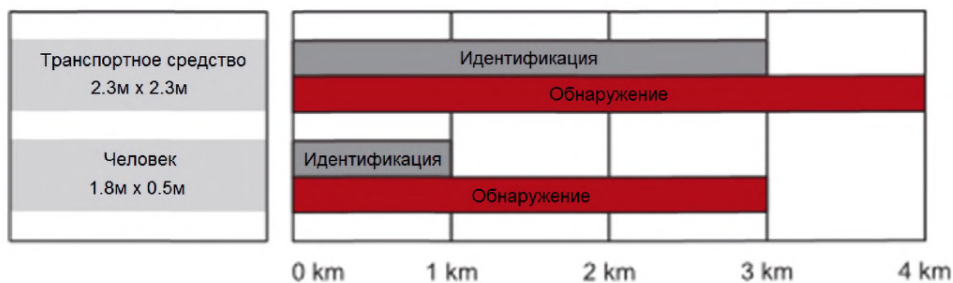 Транспортное средство
2.3м x 2.3м
Идентификация
Обнаружение
Человек
1.8м x 0.5м
Идентификация
Обнаружение
0 km 1 km 2 km 3 km 4 km